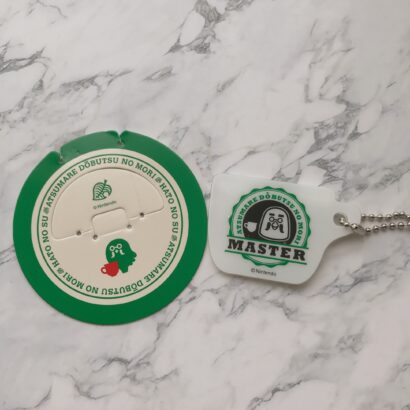 ATSUMARE DŌBUTSU NO MORI HATO NO SU ATSUMARE DŌBUTSU NO MORI HATO NO SU
©Nintendo
ATSUMARE DŌBUTSU NO MORI
MASTER
©Nintendo